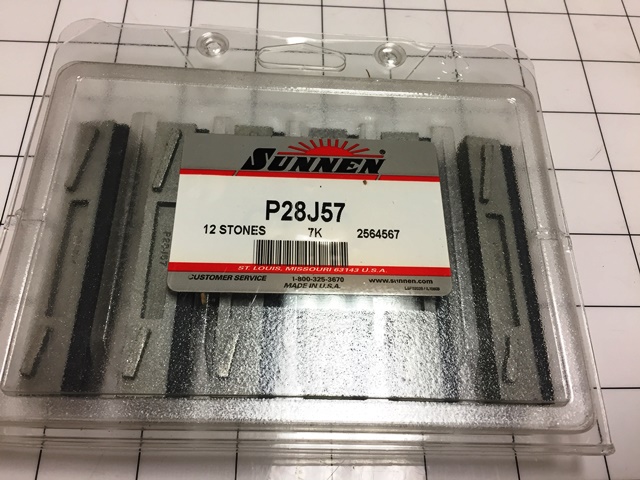 SUNNEN
P28J57
12 STONES 7K 2564567
ST. LOUIS, MISSOURI 63143 U.S.A.
CUSTOMER SERVICE 1-800-325-3670 www.sunnen.com
MADE IN U.S.A.
P28J57